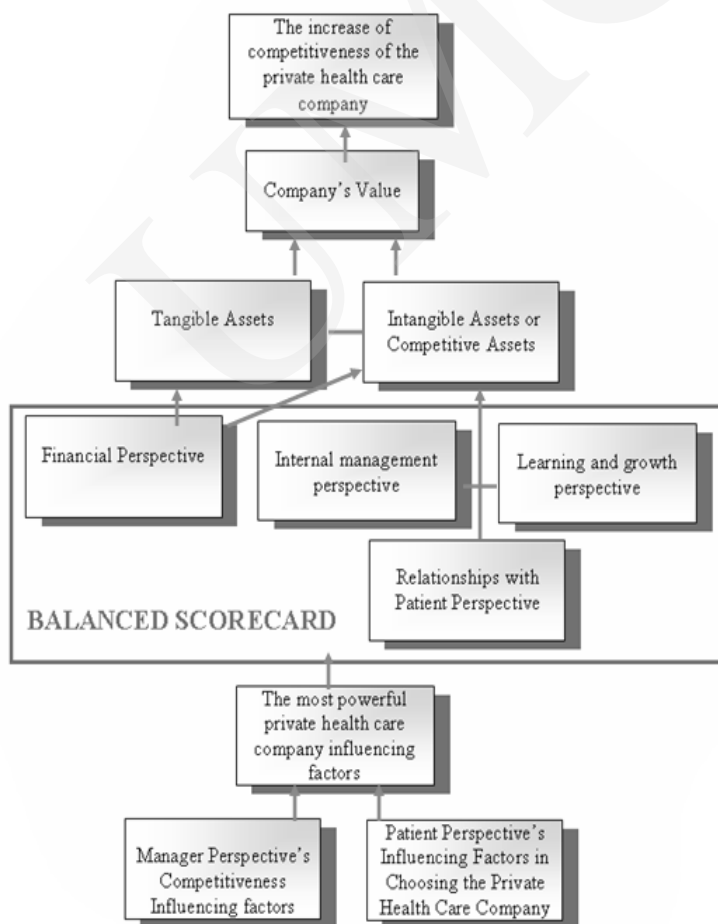 The increase of
competitiveness of the
private health care
company
Company's Value
Tangible Assets
Intangible Assets or
Competitive Assets
Financial Perspective
Internal management
perspective
Learning and growth
perspective
Relationships with
Patient Perspective
BALANCED SCORECARD
The most powerful
private health care
company influencing
factors
Manager Perspective's
Competitiveness
Influencing factors
Patient Perspective's
Influencing Factors in
Choosing the Private
Health Care Company